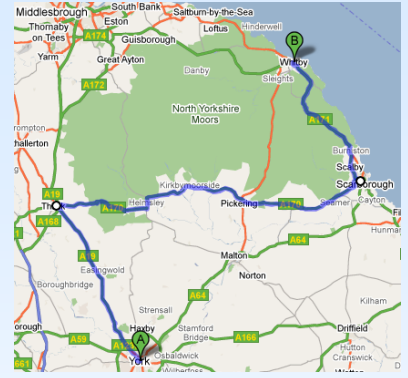 Middlesbrough
South Bank
Saltburn-by-the-Sea
Eston
Loftus
Hinderwell
Thornaby
on Tees
A174
Guisborough
B
Yarm
Great Ayton
Danby
Whitby
Sleights
A172
A171
North Yorkshire
Moors
Burniston
Scalby
Scarborough
Kirkbymoorside
A19
Helmsley
Pickering
A170
Seamer
Cayton
A168
A64
Malton
A19
Easingwold
Norton
Boroughbridge
A64
Kilham
Strensall
Stamford
Bridge
Driffield
Haxby
A59
A
A166
Osbaldwick
Hutton
Cranswick
York